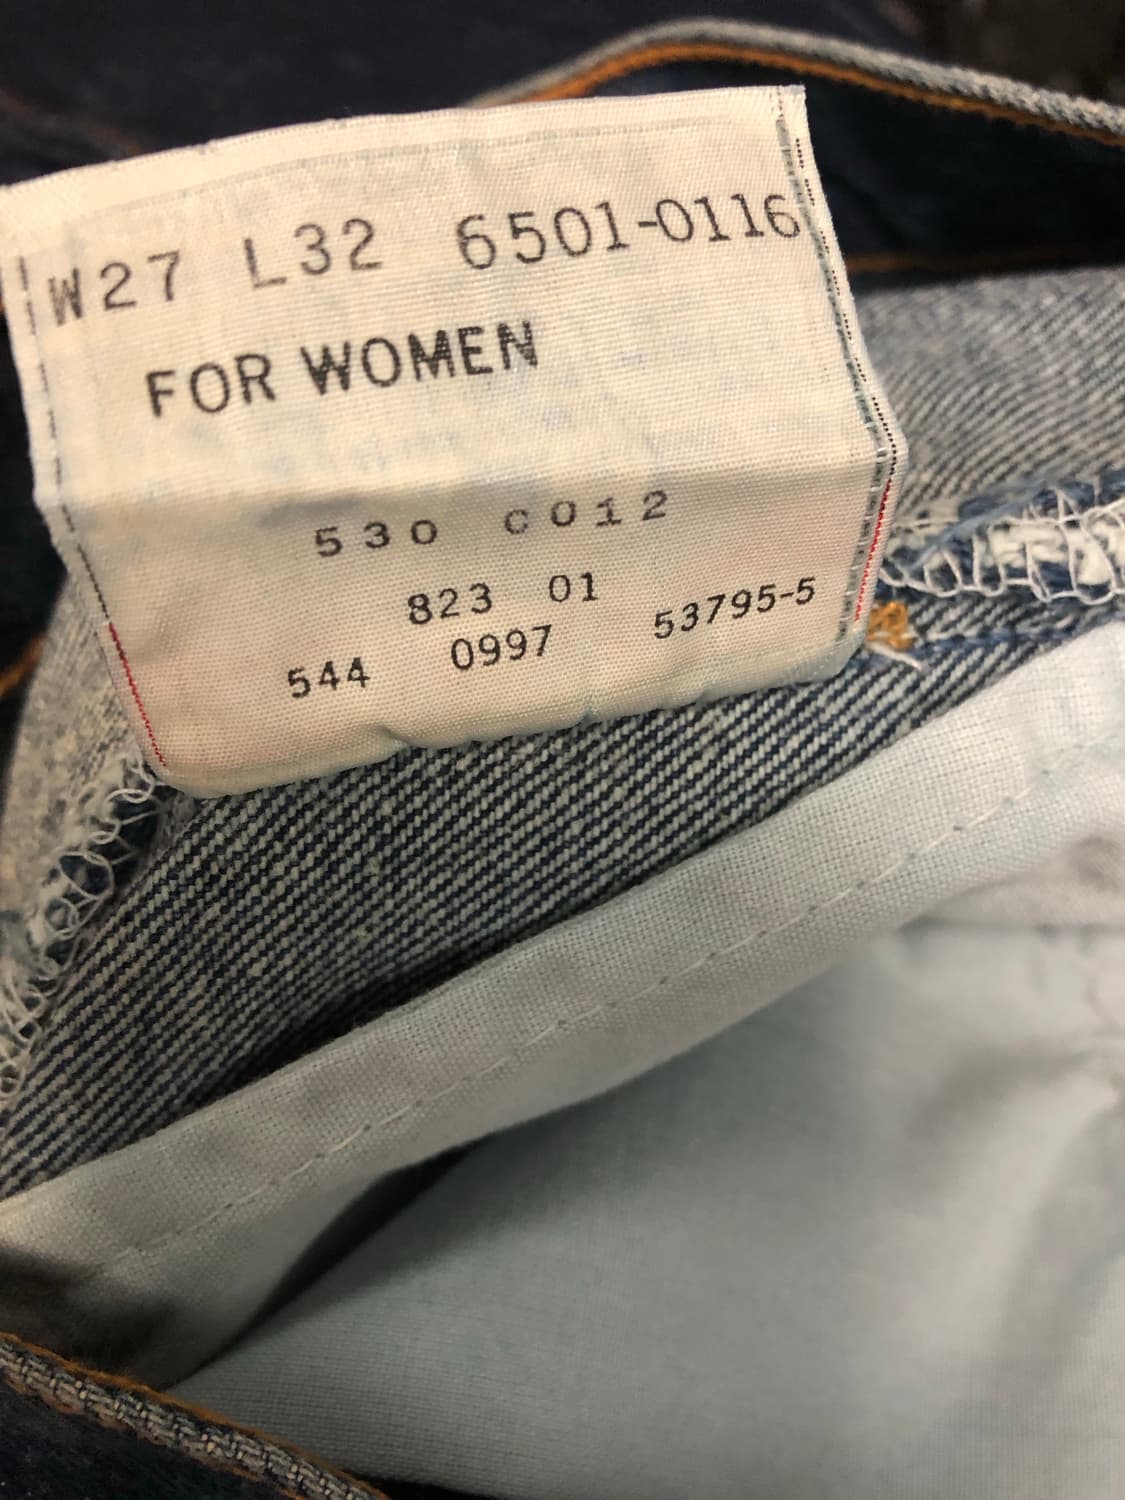 W27 L32 6501-0116
FOR WOMEN
530 C012
823 01
544 0997 53795-5